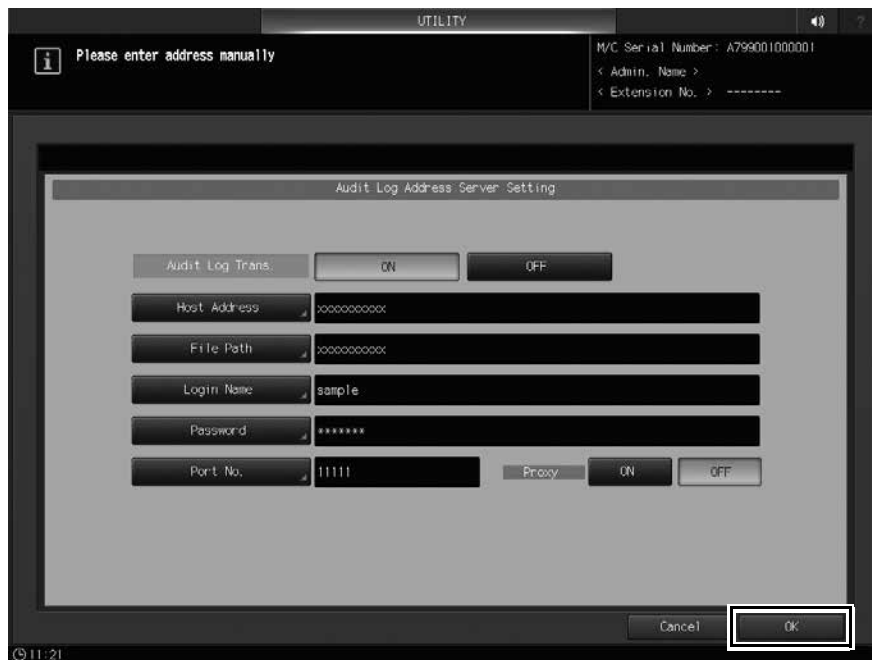 UTILITY
?
i Please enter address manually
M/C Serial Number: A799001000001
< Admin. Name >
< Extension No. > --------
Audit Log Address Server Setting
Audit Log Trans. ON OFF
Host Address xxxxxxxxxx
File Path xxxxxxxxxx
Login Name sample
Password *******
Port No. 11111 Proxy ON OFF
Cancel OK
11:21